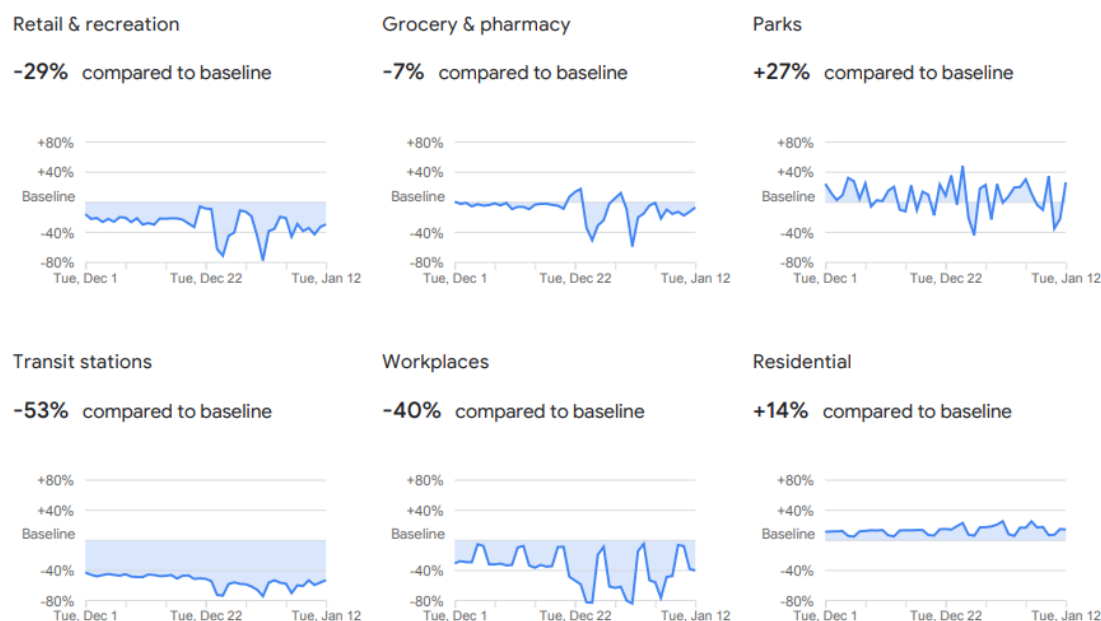 Retail & recreation
-29% compared to baseline
+80%
+40%
Baseline
-40%
-80%
Tue, Dec 1
Tue, Dec 22
Tue, Jan 12
Grocery & pharmacy
-7% compared to baseline
+80%
+40%
Baseline
-40%
-80%
Tue, Dec 1
Tue, Dec 22
Tue, Jan 12
Parks
+27% compared to baseline
+80%
+40%
Baseline
-40%
-80%
Tue, Dec 1
Tue, Dec 22
Tue, Jan 12
Transit stations
-53% compared to baseline
+80%
+40%
Baseline
-40%
-80%
Tue, Dec 1
Tue, Dec 22
Tue, Jan 12
Workplaces
-40% compared to baseline
+80%
+40%
Baseline
-40%
-80%
Tue, Dec 1
Tue, Dec 22
Tue, Jan 12
Residential
+14% compared to baseline
+80%
+40%
Baseline
-40%
-80%
Tue, Dec 1
Tue, Dec 22
Tue, Jan 12